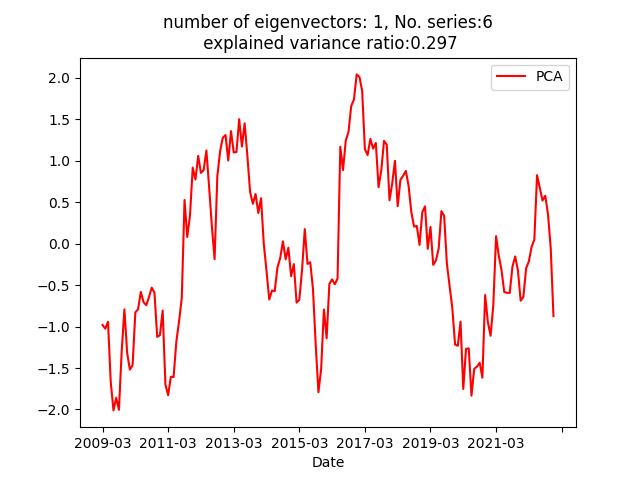 number of eigenvectors: 1, No. series:6
explained variance ratio:0.297
PCA
2.0
1.5
1.0
0.5
0.0
−0.5
−1.0
−1.5
−2.0
2009-03 2011-03 2013-03 2015-03 2017-03 2019-03 2021-03
Date